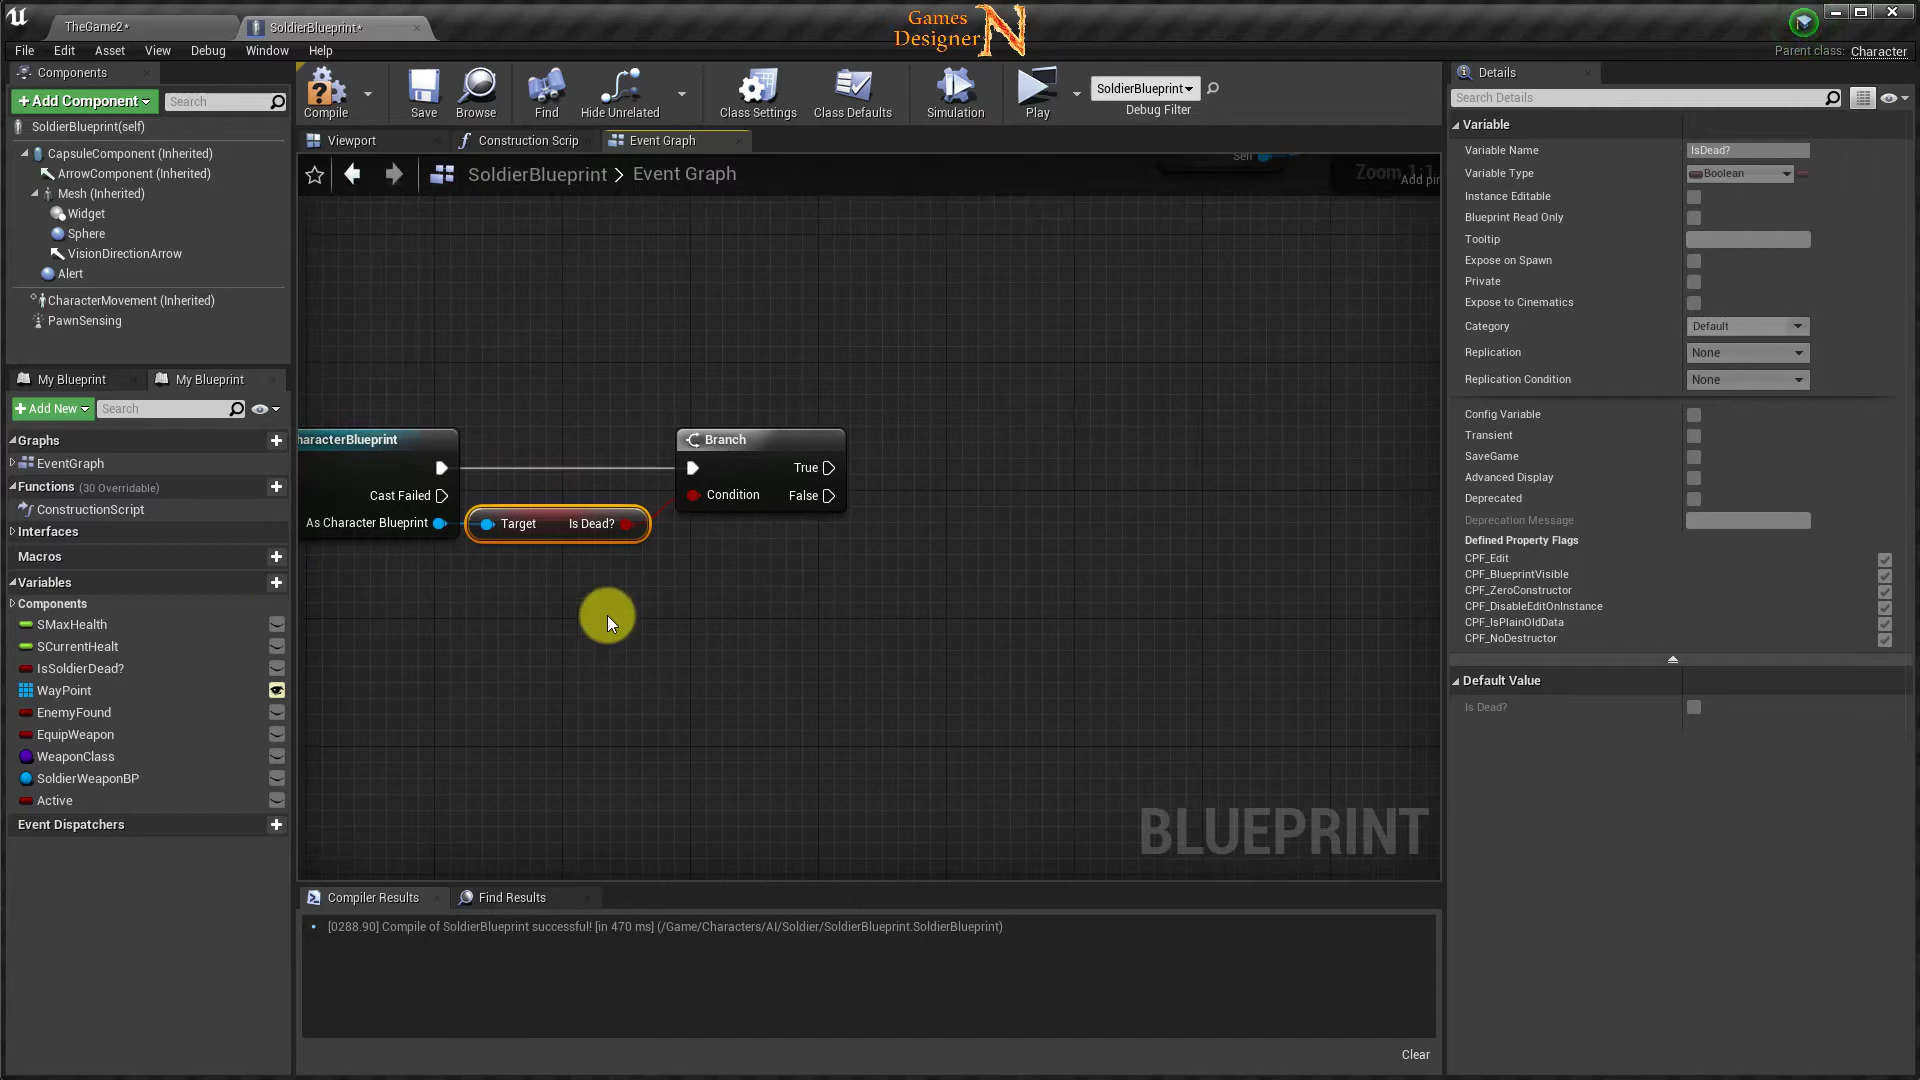 TheGame2*
SoldierBlueprint*
Games
Designer
N
File Edit Asset View Debug Window Help
Parent class: Character
Components
+Add Component
Search
SoldierBlueprint(self)
CapsuleComponent (Inherited)
ArrowComponent (Inherited)
Mesh (Inherited)
Widget
Sphere
VisionDirectionArrow
Alert
CharacterMovement (Inherited)
PawnSensing
My Blueprint
My Blueprint
+Add New
Search
Graphs
EventGraph
Functions (30 Overridable)
ConstructionScript
Interfaces
Macros
Variables
Components
SMaxHealth
SCurrentHealt
IsSoldierDead?
WayPoint
EnemyFound
EquipWeapon
WeaponClass
SoldierWeaponBP
Active
Event Dispatchers
Compile
Save
Browse
Find
Hide Unrelated
Class Settings
Class Defaults
Simulation
Play
SoldierBlueprint
Debug Filter
Viewport
Construction Scrip
Event Graph
SoldierBlueprint > Event Graph
Self
Zoom 1:1
Add pin
haracterBlueprint
Cast Failed
As Character Blueprint
Target Is Dead?
Branch
True
Condition False
BLUEPRINT
Compiler Results
Find Results
[0288.90] Compile of SoldierBlueprint successful! [in 470 ms] (/Game/Characters/AI/Soldier/SoldierBlueprint.SoldierBlueprint)
Clear
Details
Search Details
Variable
Variable Name IsDead?
Variable Type Boolean
Instance Editable
Blueprint Read Only
Tooltip
Expose on Spawn
Private
Expose to Cinematics
Category Default
Replication None
Replication Condition None
Config Variable
Transient
SaveGame
Advanced Display
Deprecated
Deprecation Message
Defined Property Flags
CPF_Edit
CPF_BlueprintVisible
CPF_ZeroConstructor
CPF_DisableEditOnInstance
CPF_IsPlainOldData
CPF_NoDestructor
Default Value
Is Dead?